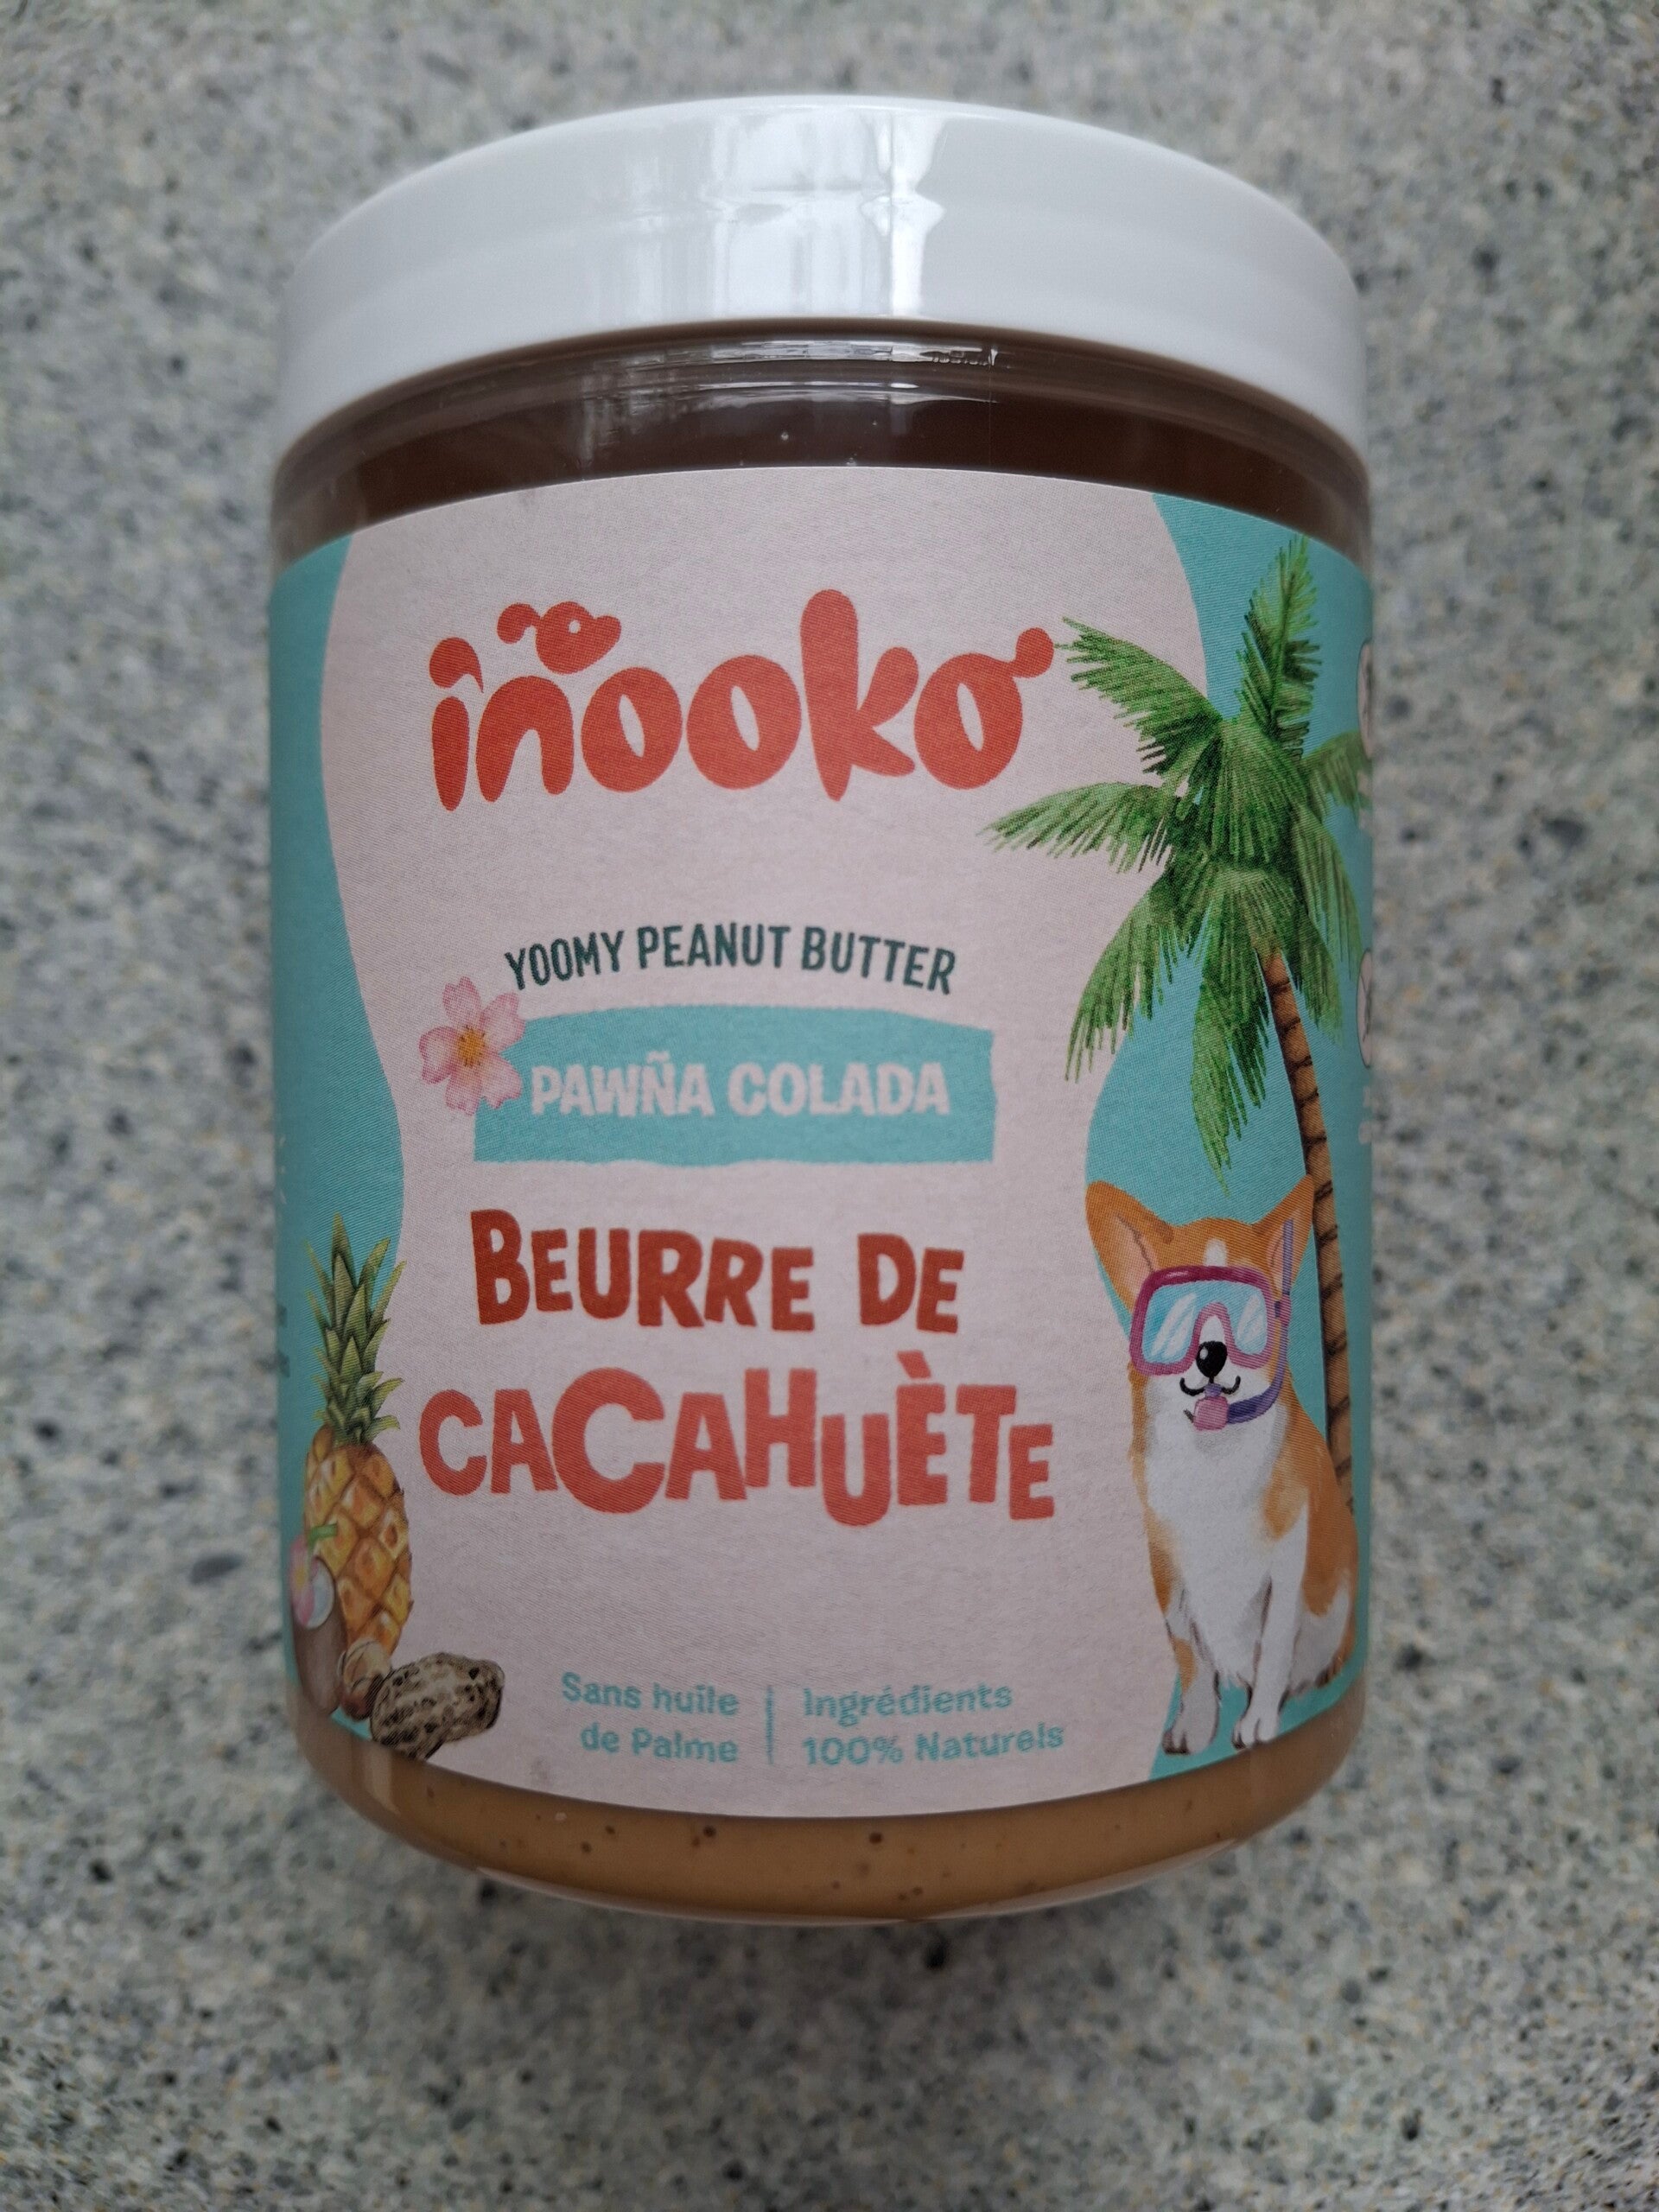 inooko
YOOMY PEANUT BUTTER
PAWÑA COLADA
BEURRE DE
CACAHUÈTE
Sans huile
de Palme
Ingrédients
100% Naturels